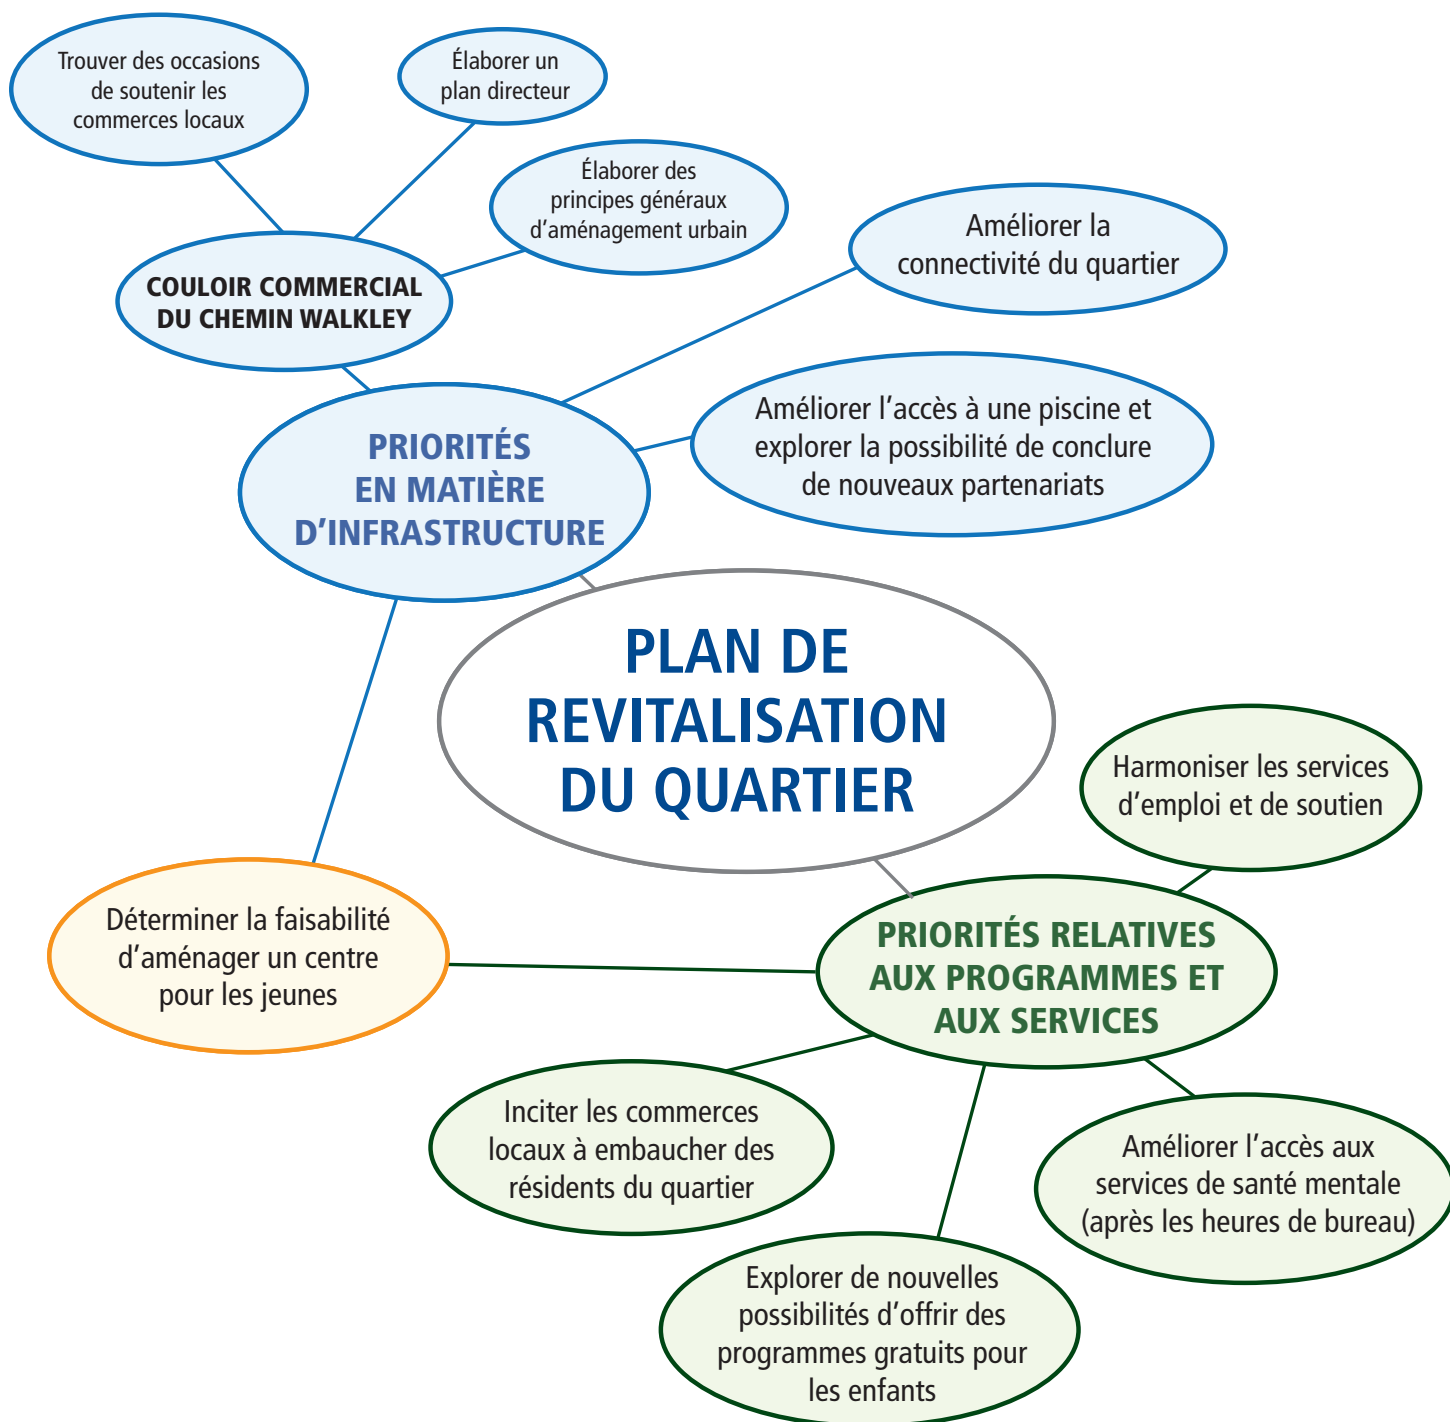 Trouver des occasions
de soutenir les
commerces locaux
Élaborer un
plan directeur
Élaborer des
principes généraux
d’aménagement urbain
COULOIR COMMERCIAL
DU CHEMIN WALKLEY
Améliorer la
connectivité du quartier
Améliorer l’accès à une piscine et
explorer la possibilité de conclure
de nouveaux partenariats
PRIORITÉS
EN MATIÈRE
D’INFRASTRUCTURE
PLAN DE
REVITALISATION
DU QUARTIER
Harmoniser les services
d’emploi et de soutien
Déterminer la faisabilité
d’aménager un centre
pour les jeunes
PRIORITÉS RELATIVES
AUX PROGRAMMES ET
AUX SERVICES
Inciter les commerces
locaux à embaucher des
résidents du quartier
Améliorer l’accès aux
services de santé mentale
(après les heures de bureau)
Explorer de nouvelles
possibilités d’offrir des
programmes gratuits pour
les enfants